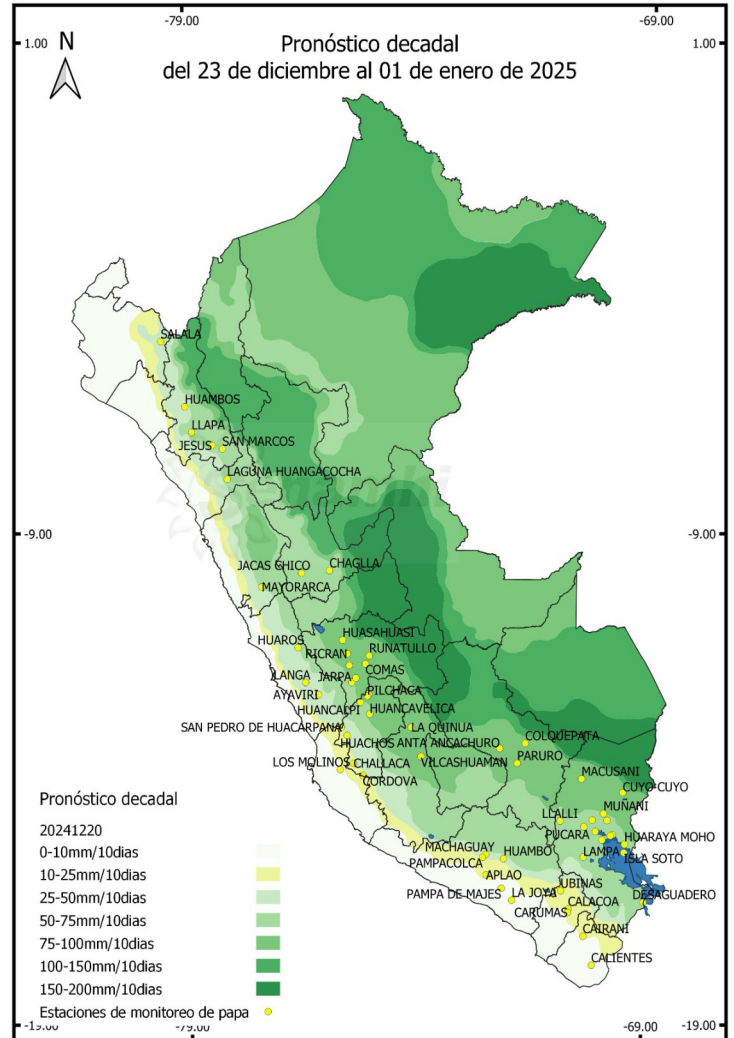 -79.00
-69.00
1.00
1.00
N
Pronóstico decadal
del 23 de diciembre al 01 de enero de 2025
SALALA
HUAMBOS
LLAPA
JESUS
SAN MARCOS
LAGUNA HUANGACOCHA
-9.00
-9.00
JACAS CHICO
CHAGLLA
MAYORARCA
HUASAHUASI
HUAROS
RICRAN
RUNATULLO
COMAS
LANGA
JARPA
AYAVIRI
PILCHACA
HUANCALPI
HUANCAVELICA
SAN PEDRO DE HUACARPANA
LA QUINUA
HUACHOS
ANTA ANCACHURO
COLQUEPATA
LOS MOLINOS
CHALLACA
VILCASHUAMAN
PARURO
CORDOVA
MACUSANI
CUYO-CUYO
LLALLI
MUÑANI
PUCARA
HUARAYA MOHO
MACHAGUAY
HUAMBO
LAMPA
ISLA SOTO
PAMPACOLCA
APLAO
UBINAS
DESAGUADERO
PAMPA DE MAJES
LA JOYA
CALACOA
CARUMAS
CAIRANI
CALIENTES
Pronóstico decadal
20241220
0-10mm/10dias
10-25mm/10dias
25-50mm/10dias
50-75mm/10dias
75-100mm/10dias
100-150mm/10dias
150-200mm/10dias
Estaciones de monitoreo de papa
-19.00
-79.00
-69.00
-19.00